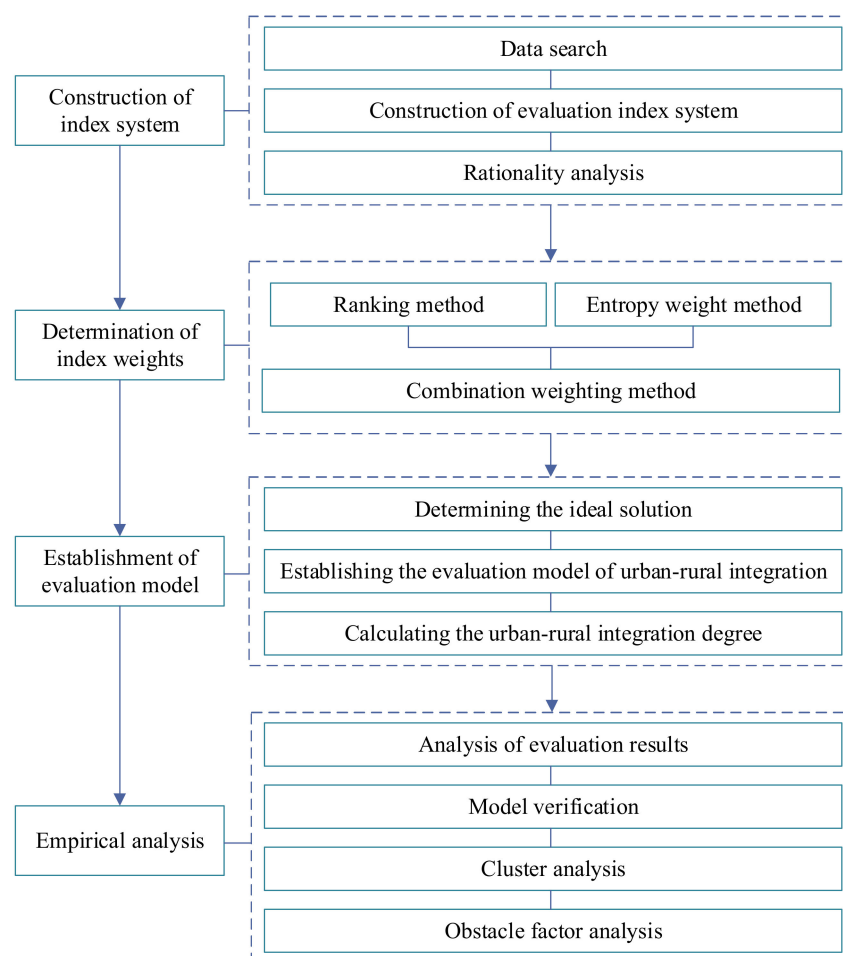 Construction of
index system
Data search
Construction of evaluation index system
Rationality analysis
Determination of
index weights
Ranking method
Entropy weight method
Combination weighting method
Establishment of
evaluation model
Determining the ideal solution
Establishing the evaluation model of urban-rural integration
Calculating the urban-rural integration degree
Empirical analysis
Analysis of evaluation results
Model verification
Cluster analysis
Obstacle factor analysis